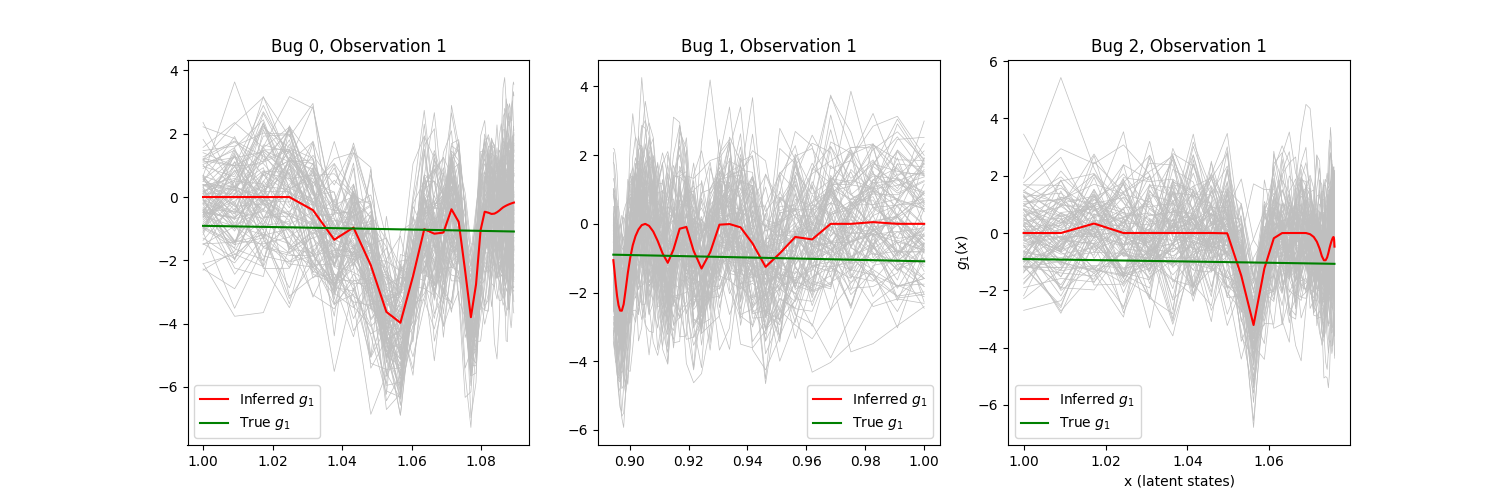 Bug 0, Observation 1
4
2
0
−2
−4
−6
1.00 1.02 1.04 1.06 1.08
Inferred g₁
True g₁
Bug 1, Observation 1
4
2
0
−2
−4
−6
0.90 0.92 0.94 0.96 0.98 1.00
Inferred g₁
True g₁
Bug 2, Observation 1
g₁(x)
6
4
2
0
−2
−4
−6
1.00 1.02 1.04 1.06
x (latent states)
Inferred g₁
True g₁